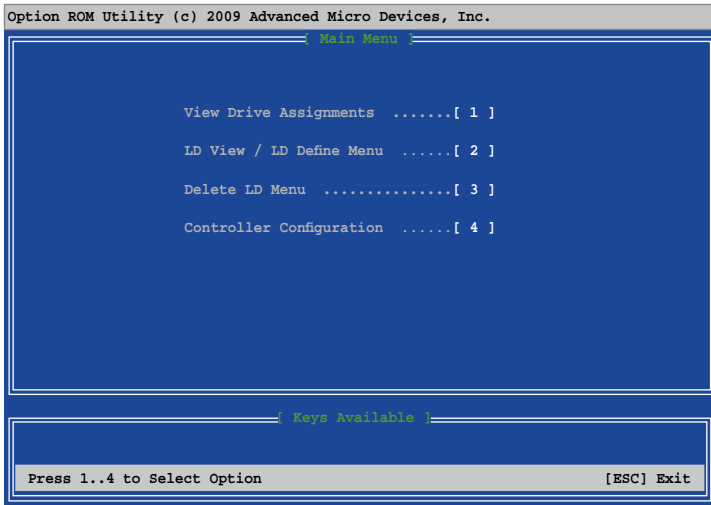 Option ROM Utility (c) 2009 Advanced Micro Devices, Inc.
[ Main Menu ]
View Drive Assignments .......[ 1 ]
LD View / LD Define Menu ......[ 2 ]
Delete LD Menu ...............[ 3 ]
Controller Configuration ......[ 4 ]
[ Keys Available ]
Press 1..4 to Select Option [ESC] Exit